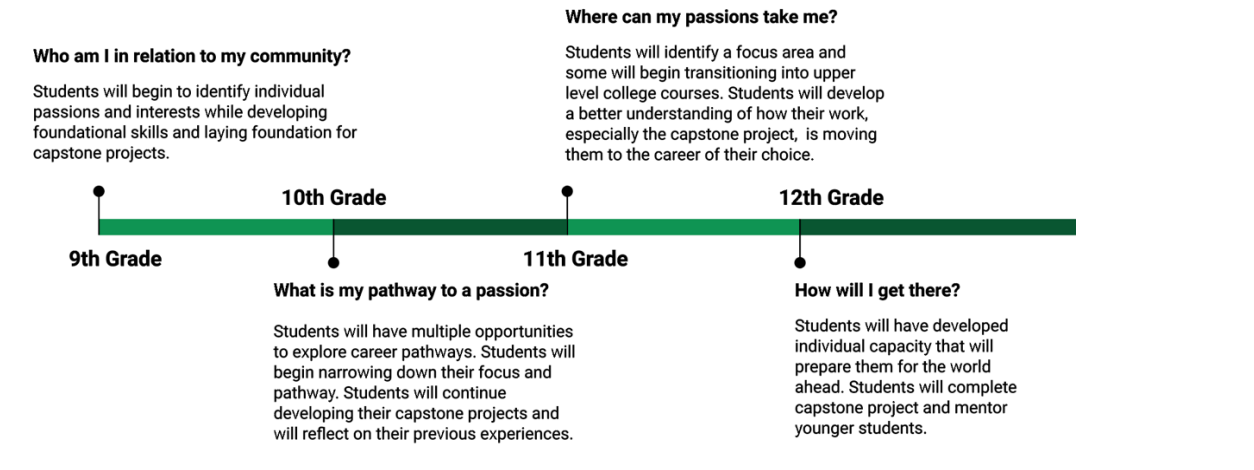 Who am I in relation to my community?
Students will begin to identify individual
passions and interests while developing
foundational skills and laying foundation for
capstone projects.
9th Grade
10th Grade
What is my pathway to a passion?
Students will have multiple opportunities
to explore career pathways. Students will
begin narrowing down their focus and
pathway. Students will continue
developing their capstone projects and
will reflect on their previous experiences.
Where can my passions take me?
Students will identify a focus area and
some will begin transitioning into upper
level college courses. Students will develop
a better understanding of how their work,
especially the capstone project,  is moving
them to the career of their choice.
11th Grade
12th Grade
How will I get there?
Students will have developed
individual capacity that will
prepare them for the world
ahead. Students will complete
capstone project and mentor
younger students.